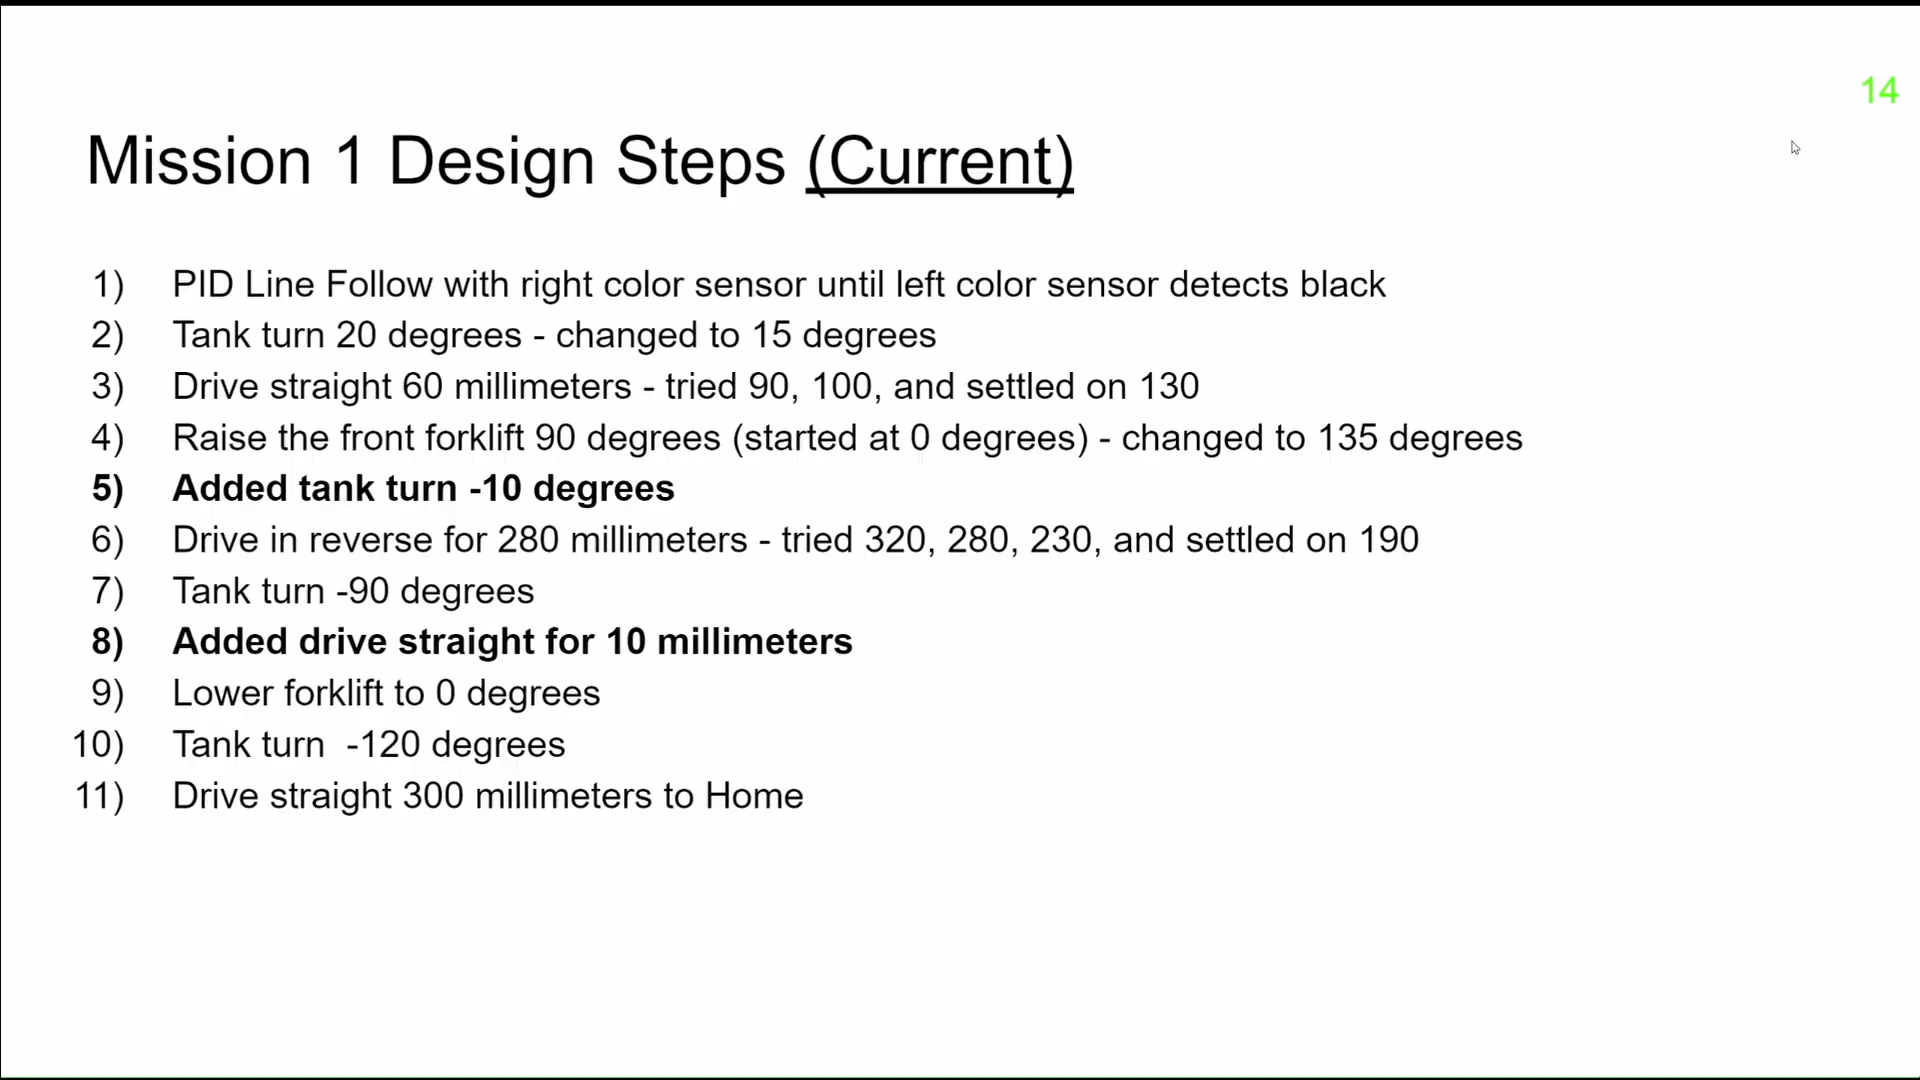 14
Mission 1 Design Steps (Current)
1) PID Line Follow with right color sensor until left color sensor detects black
2) Tank turn 20 degrees - changed to 15 degrees
3) Drive straight 60 millimeters - tried 90, 100, and settled on 130
4) Raise the front forklift 90 degrees (started at 0 degrees) - changed to 135 degrees
5) Added tank turn -10 degrees
6) Drive in reverse for 280 millimeters - tried 320, 280, 230, and settled on 190
7) Tank turn -90 degrees
8) Added drive straight for 10 millimeters
9) Lower forklift to 0 degrees
10) Tank turn  -120 degrees
11) Drive straight 300 millimeters to Home